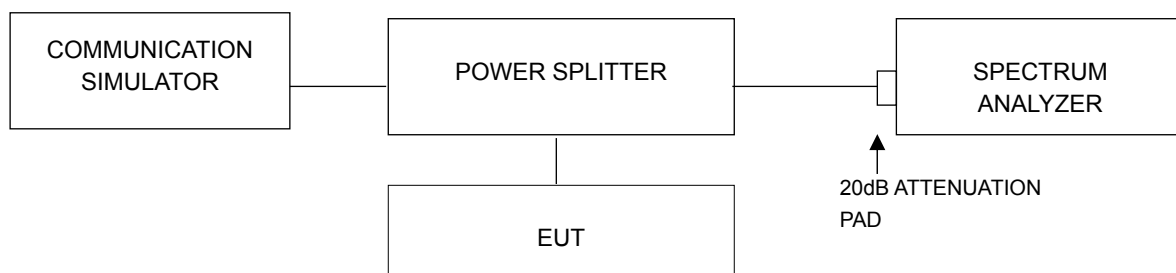 COMMUNICATION
SIMULATOR
POWER SPLITTER
SPECTRUM
ANALYZER
20dB ATTENUATION
PAD
EUT